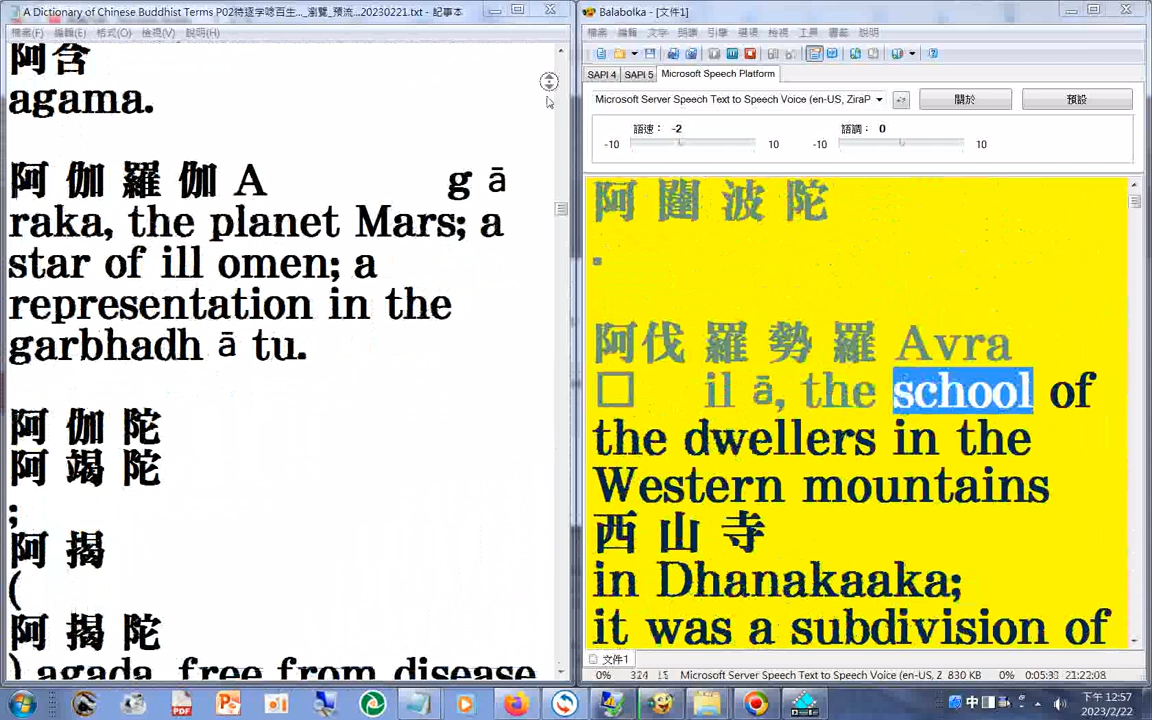 A Dictionary of Chinese Buddhist Terms P02待逐字唸百生..._瀏覽_預流...20230221.txt - 記事本
檔案(F) 編輯(E) 格式(O) 檢視(V) 說明(H)
阿含
agama.
阿 伽 羅 伽 A g ā
raka, the planet Mars; a
star of ill omen; a
representation in the
garbhadh ā tu.
阿 伽 陀
阿 竭 陀
;
阿 揭
(
阿 揭 陀
) agada, free from disease
Balabolka - [文件1]
檔案 編輯 文字 朗讀 引擎 選項 檢視 工具 書籤 說明
SAPI 4 SAPI 5 Microsoft Speech Platform
Microsoft Server Speech Text to Speech Voice (en-US, ZiraP
關於 預設
語速： -2 語調： 0
-10 10 -10 10
阿 闥 波 陀
。
阿伐 羅 勢 羅 Avra
□ il ā, the school of
the dwellers in the
Western mountains
西 山 寺
in Dhanakaaka;
it was a subdivision of
文件1
0% 324 : 15 Microsoft Server Speech Text to Speech Voice (en-US, Z 830 KB 0% 0:05:33 / 21:22:08
中
下午 12:57
2023/2/22